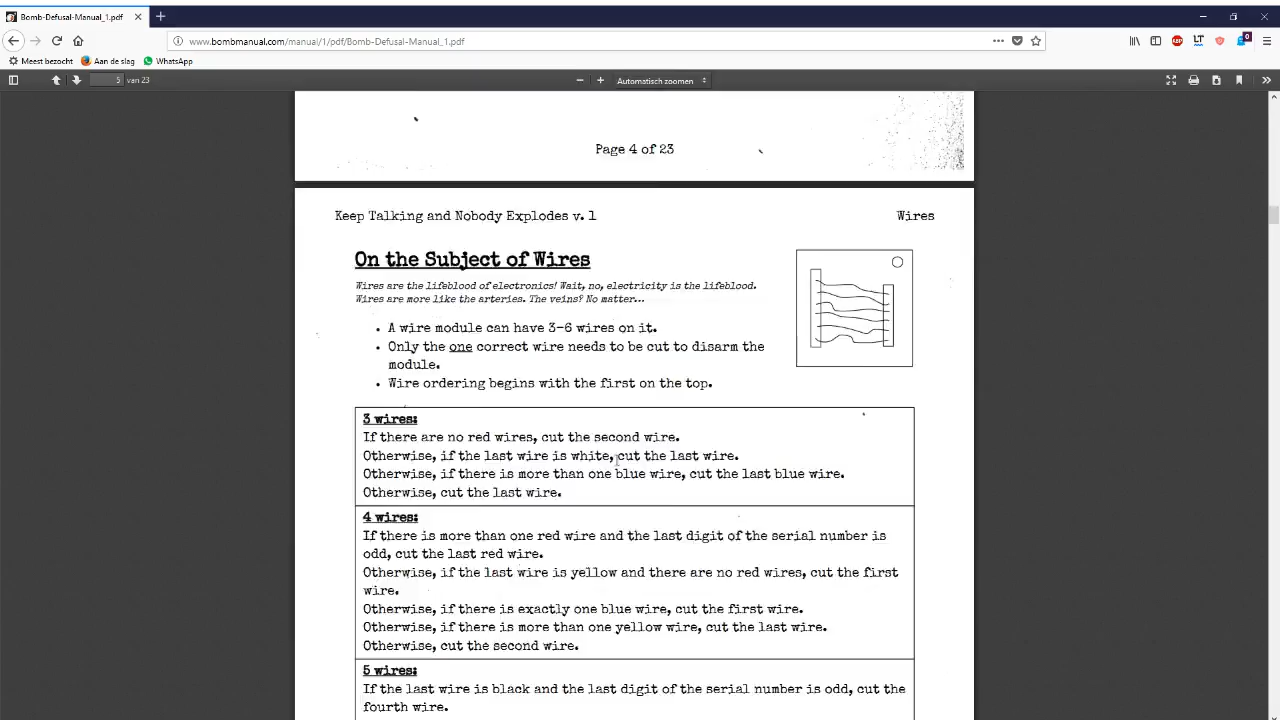 Bomb-Defusal-Manual_1.pdf
www.bombmanual.com/manual/1/pdf/Bomb-Defusal-Manual_1.pdf
ABP
LT
0
Meest bezocht
Aan de slag
WhatsApp
5 van 23
Automatisch zoomen
Page 4 of 23
Keep Talking and Nobody Explodes v. 1
Wires
On the Subject of Wires
Wires are the lifeblood of electronics! Wait, no, electricity is the lifeblood.
Wires are more like the arteries. The veins? No matter...
• A wire module can have 3-6 wires on it.
• Only the one correct wire needs to be cut to disarm the
module.
• Wire ordering begins with the first on the top.
3 wires:
If there are no red wires, cut the second wire.
Otherwise, if the last wire is white, cut the last wire.
Otherwise, if there is more than one blue wire, cut the last blue wire.
Otherwise, cut the last wire.
4 wires:
If there is more than one red wire and the last digit of the serial number is
odd, cut the last red wire.
Otherwise, if the last wire is yellow and there are no red wires, cut the first
wire.
Otherwise, if there is exactly one blue wire, cut the first wire.
Otherwise, if there is more than one yellow wire, cut the last wire.
Otherwise, cut the second wire.
5 wires:
If the last wire is black and the last digit of the serial number is odd, cut the
fourth wire.